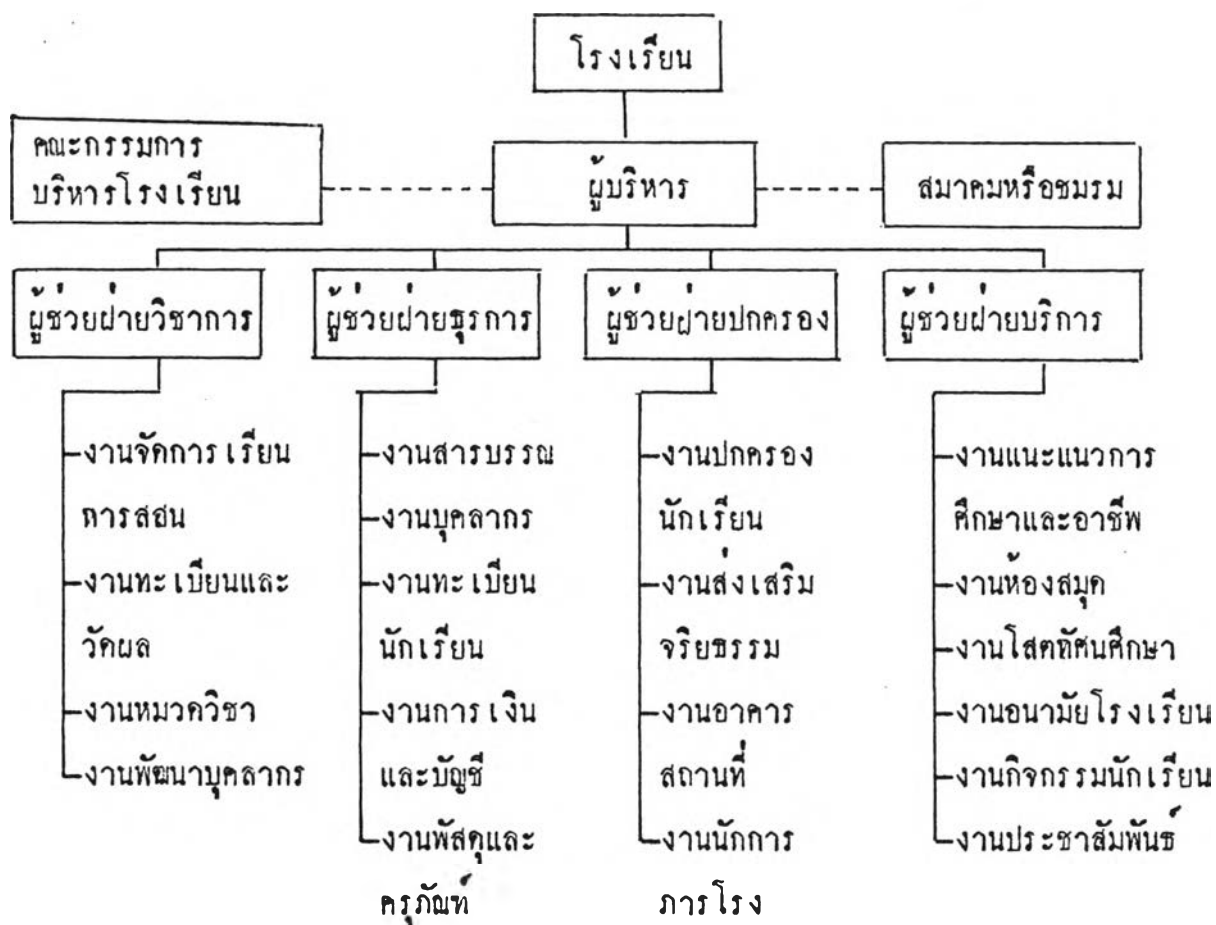 โรงเรียน
คณะกรรมการ
บริหารโรงเรียน
ผู้บริหาร
สมาคมหรือชมรม
ผู้ช่วยฝ่ายวิชาการ
ผู้ช่วยฝ่ายธุรการ
ผู้ช่วยฝ่ายปกครอง
ผู้ช่วยฝ่ายบริการ
งานจัดการเรียน
การสอน
งานทะเบียนและ
วัดผล
งานหมวดวิชา
งานพัฒนาบุคลากร
งานสารบรรณ
งานบุคลากร
งานทะเบียน
นักเรียน
งานการเงิน
และบัญชี
งานพัสดุและ
ครุภัณฑ์
งานปกครอง
นักเรียน
งานส่งเสริม
จริยธรรม
งานอาคาร
สถานที่
งานนักการ
ภารโรง
งานแนะแนวการ
ศึกษาและอาชีพ
งานห้องสมุด
งานโสตทัศนศึกษา
งานอนามัยโรงเรียน
งานกิจกรรมนักเรียน
งานประชาสัมพันธ์